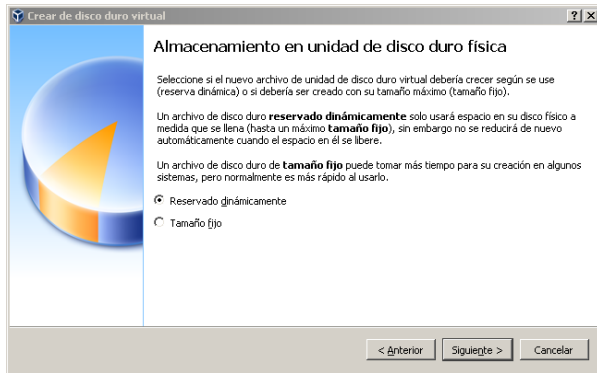 Crear de disco duro virtual
Almacenamiento en unidad de disco duro física
Seleccione si el nuevo archivo de unidad de disco duro virtual debería crecer según se use
(reserva dinámica) o si debería ser creado con su tamaño máximo (tamaño fijo).
Un archivo de disco duro reservado dinámicamente solo usará espacio en su disco físico a
medida que se llena (hasta un máximo tamaño fijo), sin embargo no se reducirá de nuevo
automáticamente cuando el espacio en él se libere.
Un archivo de disco duro de tamaño fijo puede tomar más tiempo para su creación en algunos
sistemas, pero normalmente es más rápido al usarlo.
Reservado dinámicamente
Tamaño fijo
< Anterior Siguiente > Cancelar